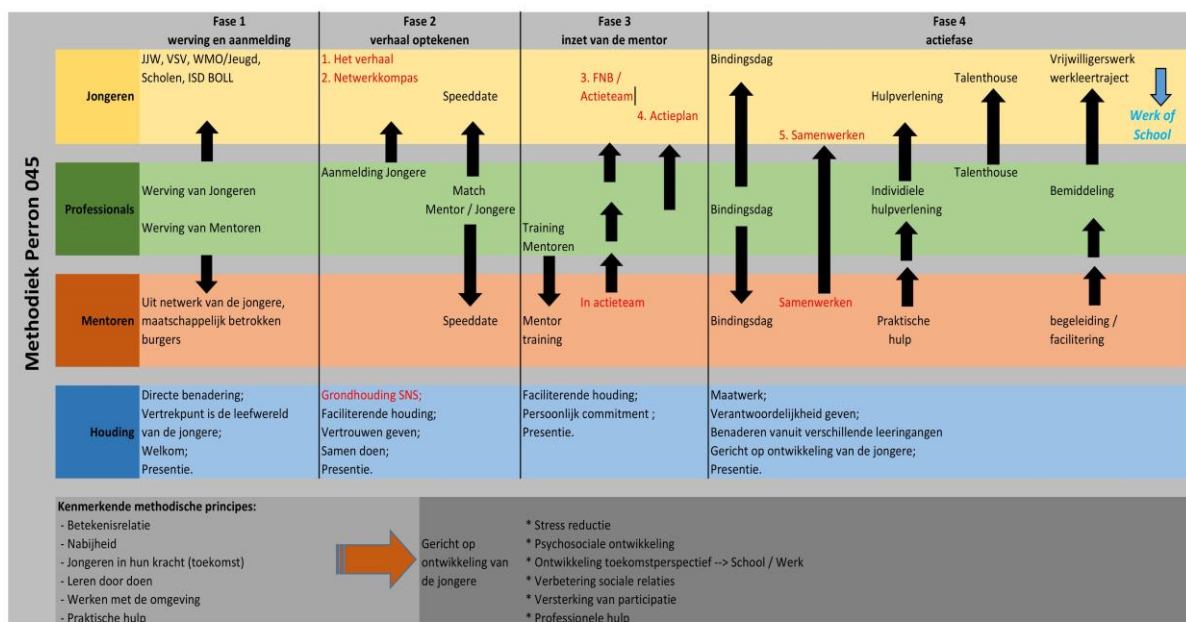 Methodiek Perron 045
Fase 1
werving en aanmelding
Fase 2
verhaal optekenen
Fase 3
inzet van de mentor
Fase 4
actiefase
Jongeren
JJW, VSV, WMO/Jeugd,
Scholen, ISD BOLL
1. Het verhaal
2. Netwerkkompas
Speeddate
3. FNB /
Actieteam
4. Actieplan
Bindingsdag
5. Samenwerken
Hulpverlening
Talenthouse
Vrijwilligerswerk
werkleertraject
Werk of
School
Professionals
Werving van Jongeren
Werving van Mentoren
Aanmelding Jongere
Match
Mentor / Jongere
Training
Mentoren
Bindingsdag
Individiele
hulpverlening
Talenthouse
Bemiddeling
Mentoren
Uit netwerk van de jongere,
maatschappelijk betrokken
burgers
Speeddate
Mentor
training
In actieteam
Bindingsdag
Samenwerken
Praktische
hulp
begeleiding /
facilitering
Houding
Directe benadering;
Vertrekpunt is de leefwereld
van de jongere;
Welkom;
Presentie.
Grondhouding SNS;
Faciliterende houding;
Vertrouwen geven;
Samen doen;
Presentie.
Faciliterende houding;
Persoonlijk commitment ;
Presentie.
Maatwerk;
Verantwoordelijkheid geven;
Benaderen vanuit verschillende leeringangen
Gericht op ontwikkeling van de jongere;
Presentie.
Kenmerkende methodische principes:
- Betekenisrelatie
- Nabijheid
- Jongeren in hun kracht (toekomst)
- Leren door doen
- Werken met de omgeving
- Praktische hulp
Gericht op
ontwikkeling van
de jongere
* Stress reductie
* Psychosociale ontwikkeling
* Ontwikkeling toekomstperspectief --> School / Werk
* Verbetering sociale relaties
* Versterking van participatie
* Professionele hulp